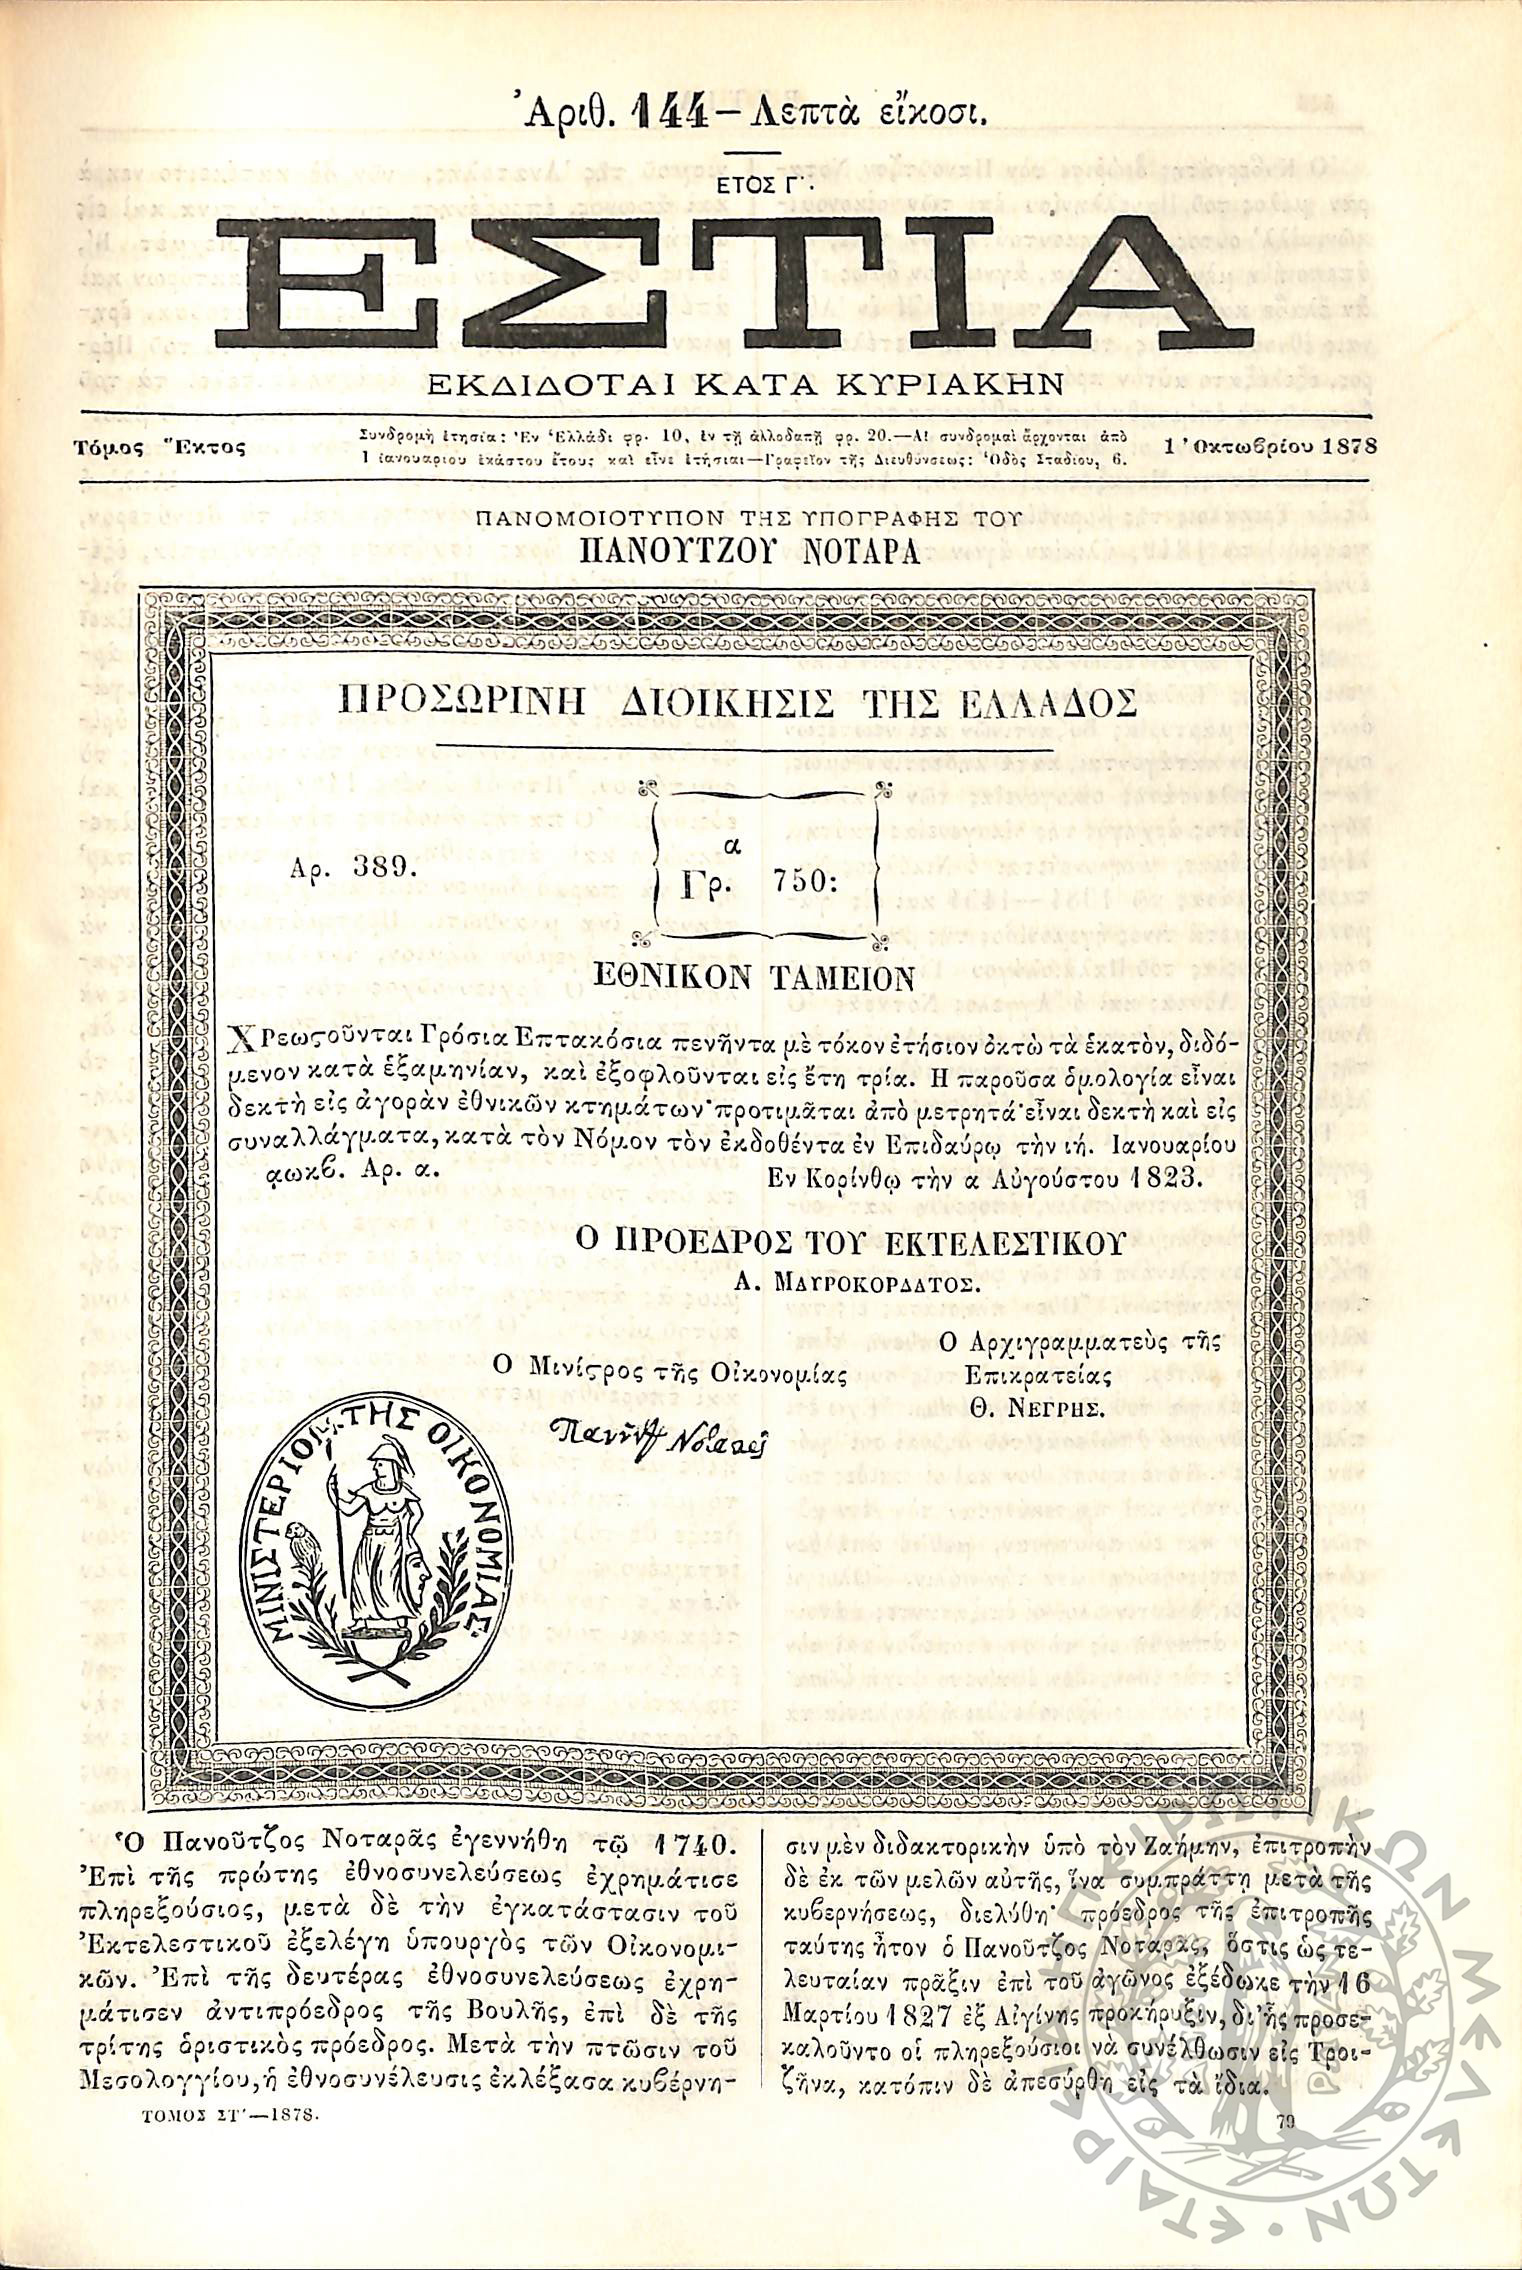 Ἀριθ. 144 — Λεπτὰ εἴκοσι.
ΕΤΟΣ Γ΄.
ΕΣΤΙΑ
ΕΚΔΙΔΟΤΑΙ ΚΑΤΑ ΚΥΡΙΑΚΗΝ
Τόμος Ἕκτος
Συνδρομὴ ἐτησία: Ἐν Ἑλλάδι φρ. 10, ἐν τῇ ἀλλοδαπῇ φρ. 20.—Αἱ συνδρομαὶ ἄρχονται ἀπὸ
1 ἰανουαρίου ἑκάστου ἔτους καὶ εἶνε ἐτήσιαι—Γραφεῖον τῆς Διευθύνσεως: Ὁδὸς Σταδίου, 6.
1 Ὀκτωβρίου 1878
ΠΑΝΟΜΟΙΟΤΥΠΟΝ ΤΗΣ ΥΠΟΓΡΑΦΗΣ ΤΟΥ
ΠΑΝΟΥΤΖΟΥ ΝΟΤΑΡΑ
ΠΡΟΣΩΡΙΝΗ ΔΙΟΙΚΗΣΙΣ ΤΗΣ ΕΛΛΑΔΟΣ
Αρ. 389.
α
Γρ. 750:
ΕΘΝΙΚΟΝ ΤΑΜΕΙΟΝ
Χρεωϛοῦνται Γρόσια Επτακόσια πενῆντα μὲ τόκον ἐτήσιον ὀκτὼ τὰ ἑκατὸν, διδό-
μενον κατὰ ἑξαμηνίαν, καὶ ἐξοφλοῦνται εἰς ἔτη τρία. Η παροῦσα ὁμολογία εἶναι
δεκτὴ εἰς ἀγορὰν ἐθνικῶν κτημάτων· προτιμᾶται ἀπὸ μετρητά· εἶναι δεκτὴ καὶ εἰς
συναλλάγματα, κατὰ τὸν Νόμον τὸν ἐκδοθέντα ἐν Επιδαύρῳ τὴν ιή. Ιανουαρίου
αωκβ. Αρ. α.
Εν Κορίνθῳ τὴν α Αὐγούστου 1823.
Ο ΠΡΟΕΔΡΟΣ ΤΟΥ ΕΚΤΕΛΕΣΤΙΚΟΥ
Α. ΜΑΥΡΟΚΟΡΔΑΤΟΣ.
Ο Μινίϛρος τῆς Οἰκονομίας
Ο Αρχιγραμματεὺς τῆς
Επικρατείας
Θ. ΝΕΓΡΗΣ.
ΜΙΝΙΣΤΕΡΙΟΝ ΤΗΣ ΟΙΚΟΝΟΜΙΑΣ
Ὁ Πανοῦτζος Νοταρᾶς ἐγεννήθη τῷ 1740.
Ἐπὶ τῆς πρώτης ἐθνοσυνελεύσεως ἐχρημάτισε
πληρεξούσιος, μετὰ δὲ τὴν ἐγκατάστασιν τοῦ
Ἐκτελεστικοῦ ἐξελέγη ὑπουργὸς τῶν Οἰκονομι-
κῶν. Ἐπὶ τῆς δευτέρας ἐθνοσυνελεύσεως ἐχρη-
μάτισεν ἀντιπρόεδρος τῆς Βουλῆς, ἐπὶ δὲ τῆς
τρίτης ὁριστικὸς πρόεδρος. Μετὰ τὴν πτῶσιν τοῦ
Μεσολογγίου, ἡ ἐθνοσυνέλευσις ἐκλέξασα κυβέρνη-
σιν μὲν διδακτορικὴν ὑπὸ τὸν Ζαήμην, ἐπιτροπὴν
δὲ ἐκ τῶν μελῶν αὐτῆς, ἵνα συμπράττῃ μετὰ τῆς
κυβερνήσεως, διελύθη· πρόεδρος τῆς ἐπιτροπῆς
ταύτης ἦτον ὁ Πανοῦτζος Νοταρᾶς, ὅστις ὡς τε-
λευταίαν πρᾶξιν ἐπὶ τοῦ ἀγῶνος ἐξέδωκε τὴν 16
Μαρτίου 1827 ἐξ Αἰγίνης προκήρυξιν, δι' ἧς προσε-
καλοῦντο οἱ πληρεξούσιοι νὰ συνέλθωσιν εἰς Τροι-
ζῆνα, κατόπιν δὲ ἀπεσύρθη εἰς τὰ ἴδια.
ΤΟΜΟΣ ΣΤ΄—1878.
79
ΕΤΑΙΡΕΙΑ ΕΠΙΚΙΡΩΠΙΚΩΝ ΜΕΛΕΤΩΝ
ΡΙΖΑΡΙ